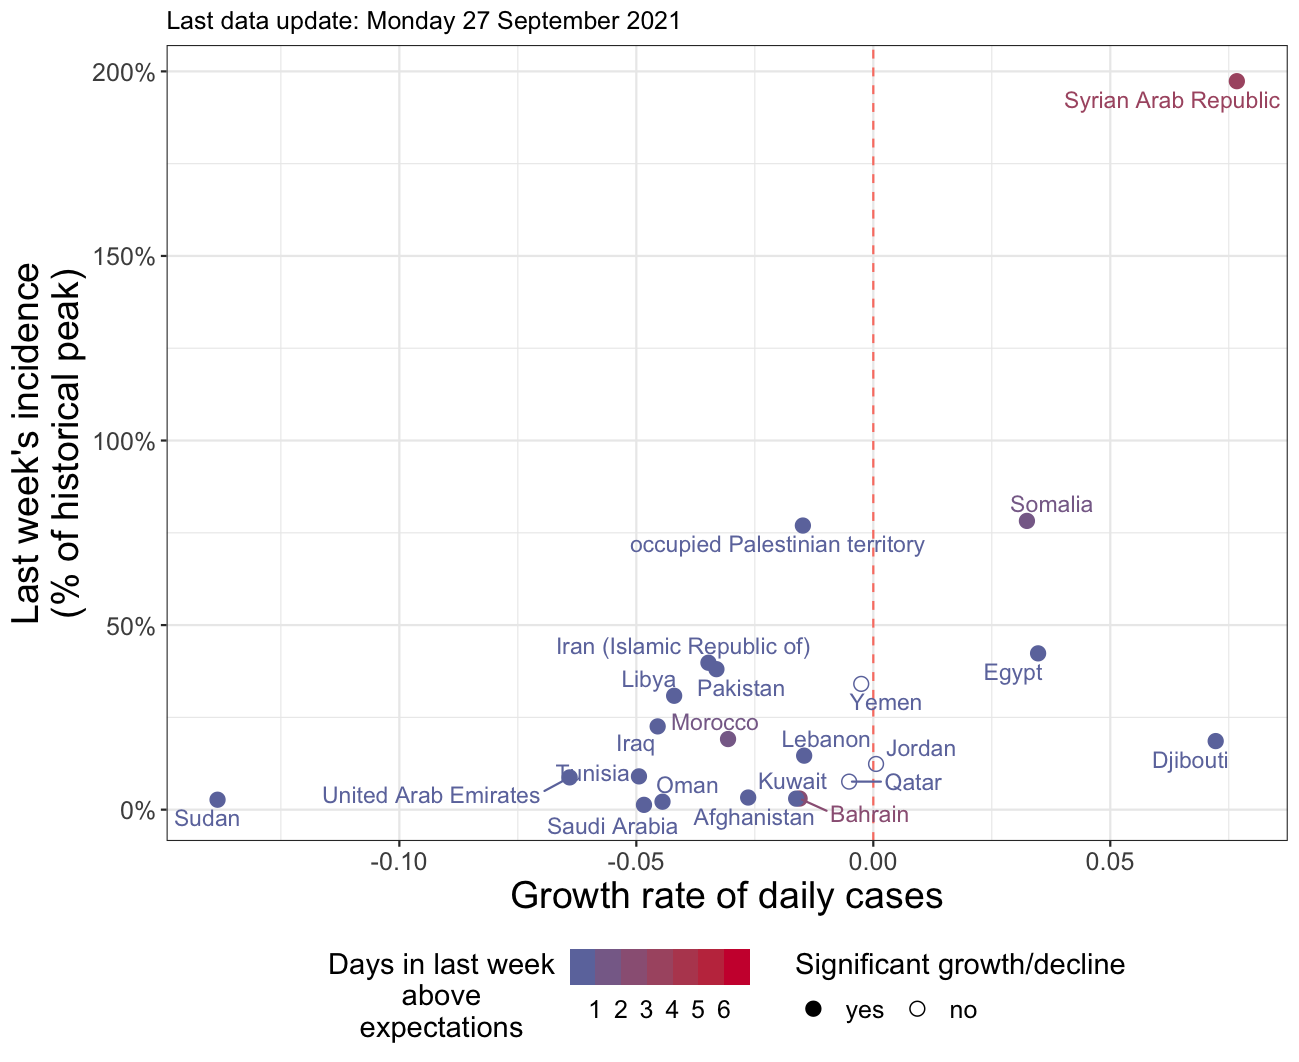 Last data update: Monday 27 September 2021
200%
Syrian Arab Republic
150%
Last week's incidence
(% of historical peak)
100%
Somalia
occupied Palestinian territory
50%
Iran (Islamic Republic of)
Egypt
Libya
Pakistan
Yemen
Morocco
Iraq
Lebanon
Jordan
Djibouti
Tunisia
Oman
Kuwait
Qatar
United Arab Emirates
0%
Sudan
Saudi Arabia
Afghanistan
Bahrain
-0.10
-0.05
0.00
0.05
Growth rate of daily cases
Days in last week
above
expectations
1 2 3 4 5 6
Significant growth/decline
yes
no